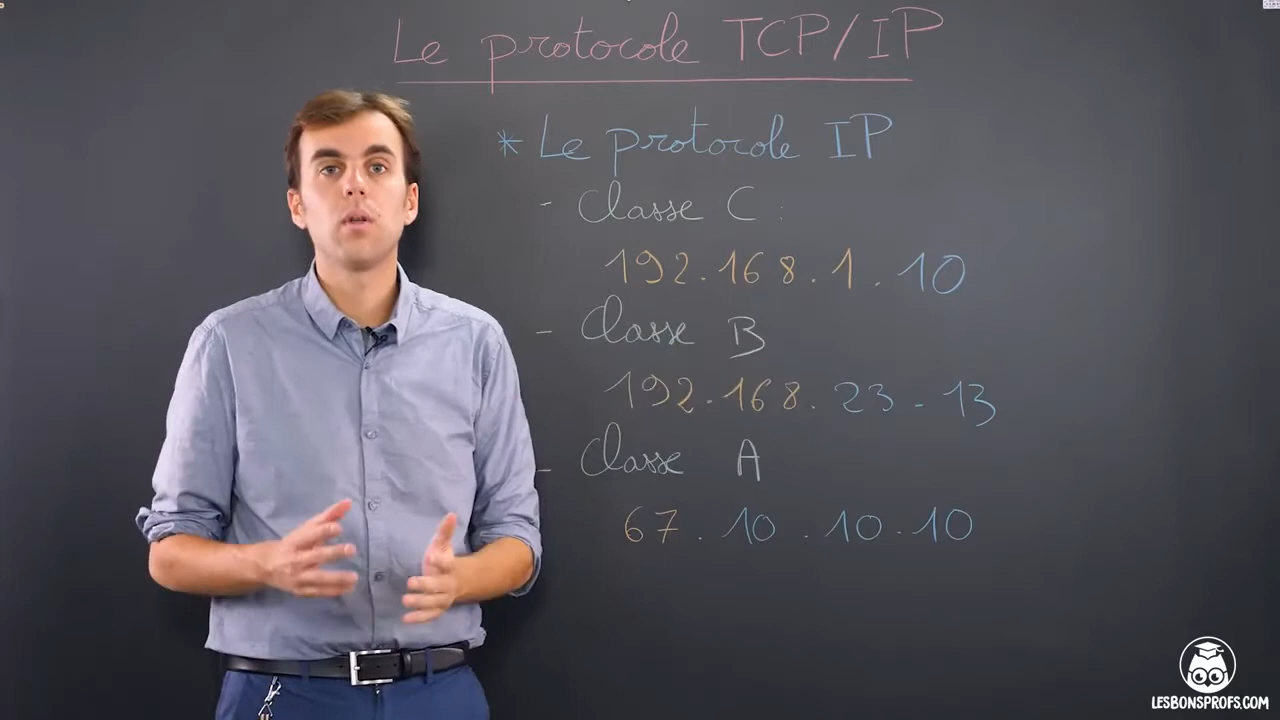 Le protocole TCP/IP
* Le protocole IP
- Classe C :
192.168.1.10
- Classe B
192.168.23.13
- Classe A
67.10.10.10
LESBONSPROFS.COM